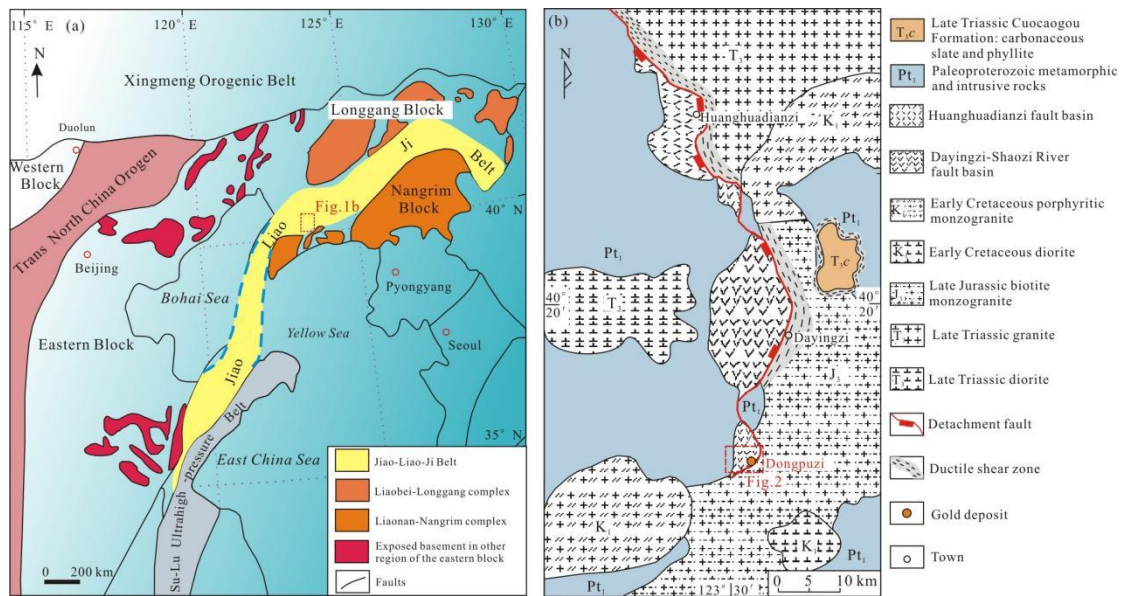 115° E
120° E
125° E
130° E
(a)
N
Xingmeng Orogenic Belt
Duolun
Longgang Block
Western
Block
Trans North China Orogen
Ji
Belt
Nangrim
Block
40° N
Fig.1b
Liao
Beijing
Bohai Sea
Pyongyang
Yellow Sea
Seoul
Eastern Block
Jiao
35° N
East China Sea
Su-Lu Ultrahigh-pressure Belt
Jiao-Liao-Ji Belt
Liaobei-Longgang complex
Liaonan-Nangrim complex
Exposed basement in other
region of the eastern block
Faults
0 200 km
(b)
N
T₃
Huanghuadianzi
K₁
Pt₁
Pt₁
T₃c
40°
20′
T₃
40°
20′
Dayingzi
J₃
Pt₁
Dongpuzi
Fig.2
K₁
K₁
Pt₁
Pt₁
123° 30′
0 5 10 km
T₃c
Late Triassic Cuocaogou
Formation: carbonaceous
slate and phyllite
Pt₁
Paleoproterozoic metamorphic
and intrusive rocks
Huanghuadianzi fault basin
Dayingzi-Shaozi River
fault basin
K₁
Early Cretaceous porphyritic
monzogranite
K₁
Early Cretaceous diorite
J₃
Late Jurassic biotite
monzogranite
T₃
Late Triassic granite
T₃
Late Triassic diorite
Detachment fault
Ductile shear zone
Gold deposit
Town